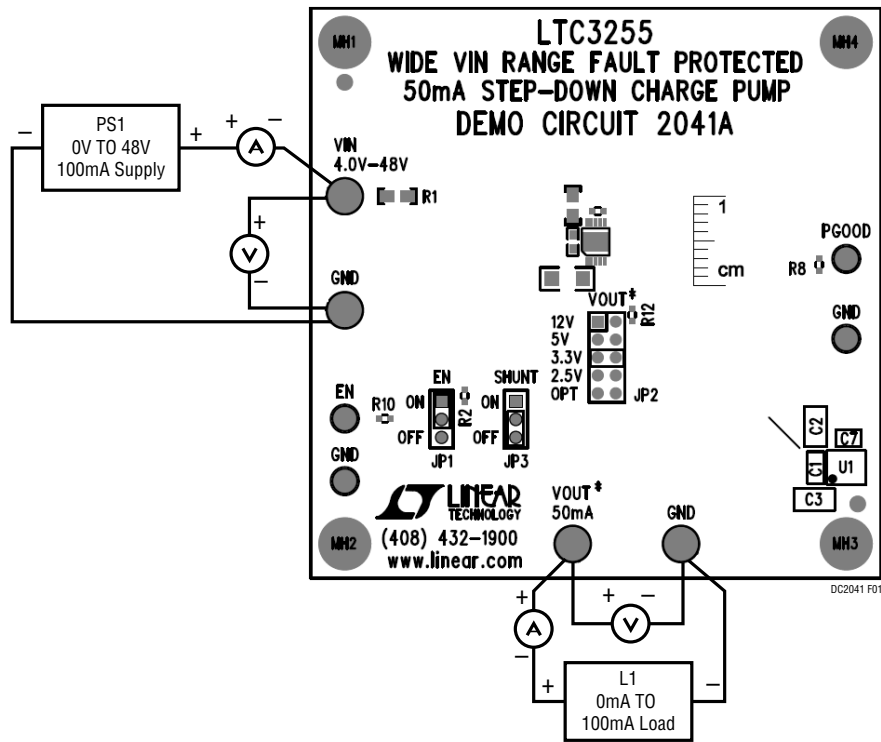 LTC3255
WIDE VIN RANGE FAULT PROTECTED
50mA STEP-DOWN CHARGE PUMP
DEMO CIRCUIT 2041A
MH1
MH4
–
PS1
0V TO 48V
100mA Supply
+
+
A
–
VIN
4.0V-48V
R1
+
V
–
GND
1
cm
PGOOD
R8
GND
VOUT*
R12
12V
5V
3.3V
2.5V
OPT
JP2
EN
R10
GND
EN
ON
OFF
R2
JP1
SHUNT
ON
OFF
JP3
C2
C7
C1
U1
C3
LINEAR
TECHNOLOGY
(408) 432-1900
www.linear.com
MH2
VOUT*
50mA
GND
MH3
DC2041 F01
+
A
–
+
V
–
+
L1
0mA TO
100mA Load
–